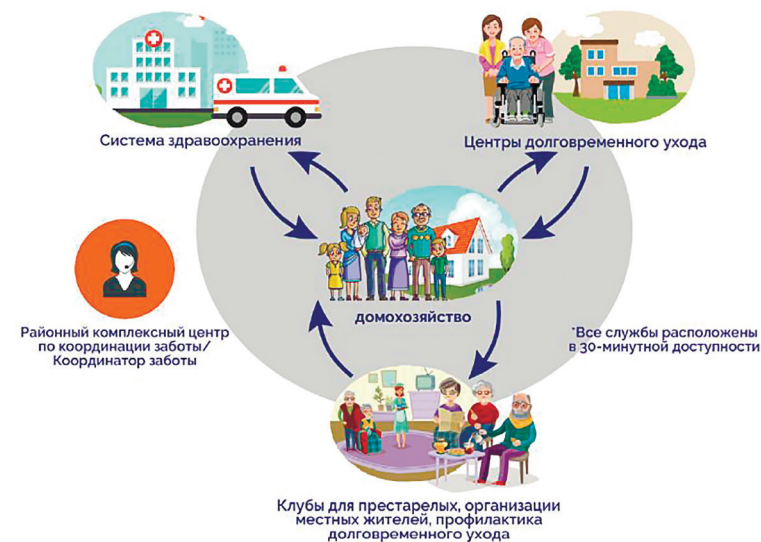 Система здравоохранения
Центры долговременного ухода
домохозяйство
Районный комплексный центр
по координации заботы/
Координатор заботы
*Все службы расположены
в 30-минутной доступности
Клубы для престарелых, организации
местных жителей, профилактика
долговременного ухода